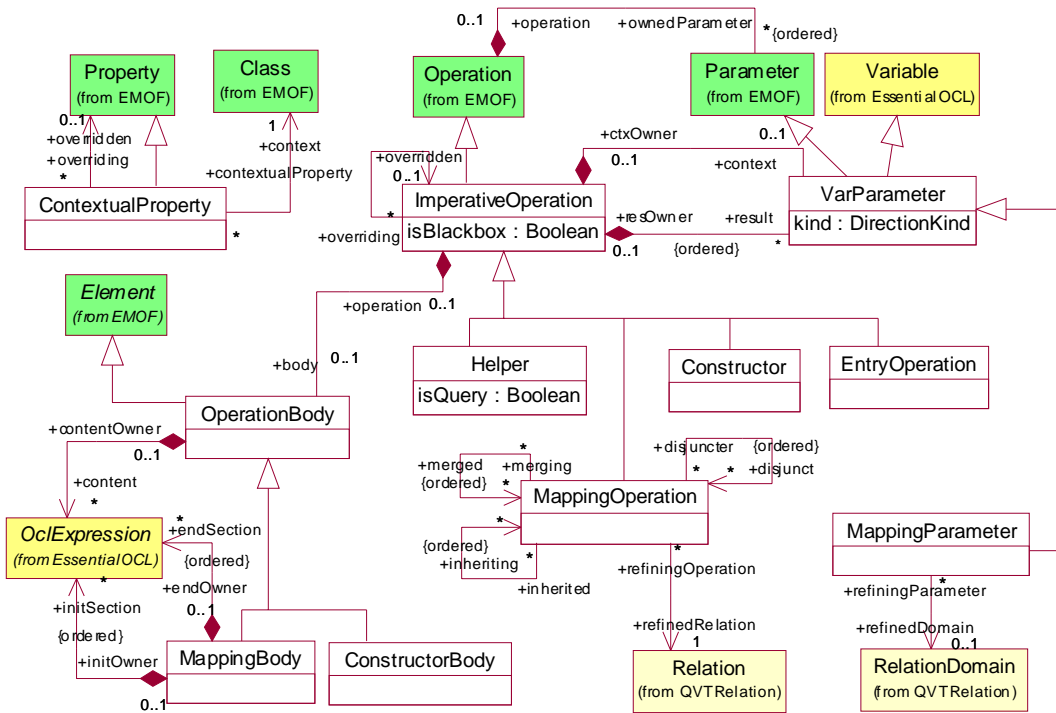 0..1
+operation
+ownedParameter
*
{ordered}
Property
(from EMOF)
Class
(from EMOF)
Operation
(from EMOF)
Parameter
(from EMOF)
Variable
(from EssentialOCL)
0..1
+overridden
+overriding
*
1
+context
+contextualProperty
*
ContextualProperty
+overridden
0..1
*
+overriding
ImperativeOperation
isBlackbox : Boolean
+ctxOwner
0..1
0..1
+context
+resOwner
0..1
+result
{ordered}
*
VarParameter
kind : DirectionKind
Element
(from EMOF)
+operation
0..1
+body
0..1
Helper
isQuery : Boolean
Constructor
EntryOperation
OperationBody
+contentOwner
0..1
+content
*
+merged
{ordered}
*
*
+merging
+disjuncter
*
{ordered}
*
+disjunct
MappingOperation
*
{ordered}
+inheriting
*
+inherited
*
+refiningOperation
+refinedRelation
1
Relation
(from QVTRelation)
MappingParameter
*
+refiningParameter
+refinedDomain
0..1
RelationDomain
(from QVTRelation)
OclExpression
(from EssentialOCL)
*
+endSection
{ordered}
+endOwner
0..1
*
+initSection
{ordered}
+initOwner
0..1
MappingBody
ConstructorBody